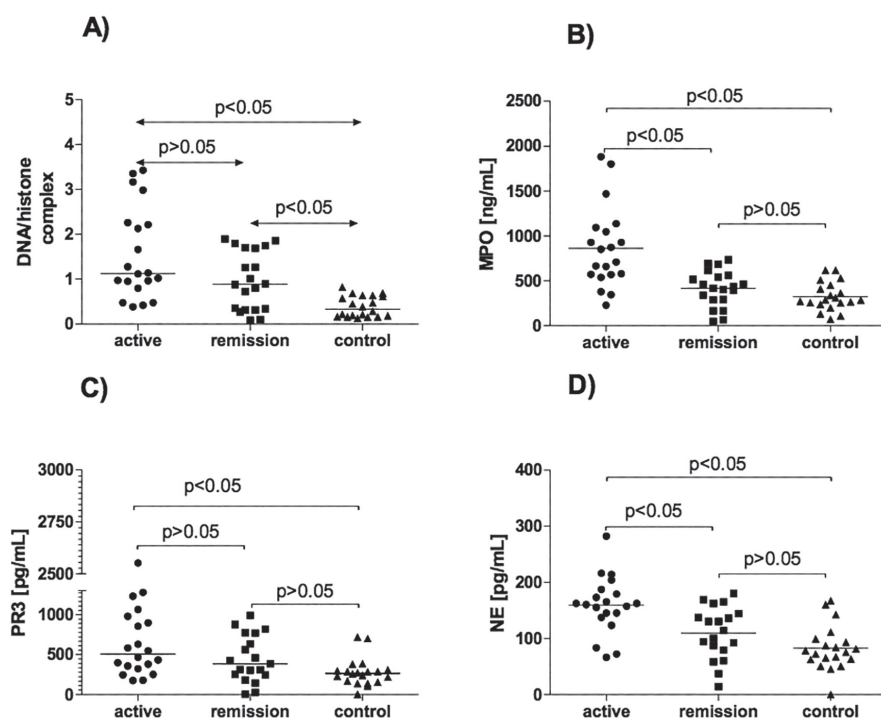 A)
DNA/histone
complex
5
4
3
2
1
0
p<0.05
p>0.05
p<0.05
active remission control
B)
MPO [ng/mL]
2500
2000
1500
1000
500
0
p<0.05
p<0.05
p>0.05
active remission control
C)
PR3 [pg/mL]
3000
2750
2500
1000
500
0
p<0.05
p>0.05
p>0.05
active remission control
D)
NE [pg/mL]
400
300
200
100
0
p<0.05
p<0.05
p>0.05
active remission control